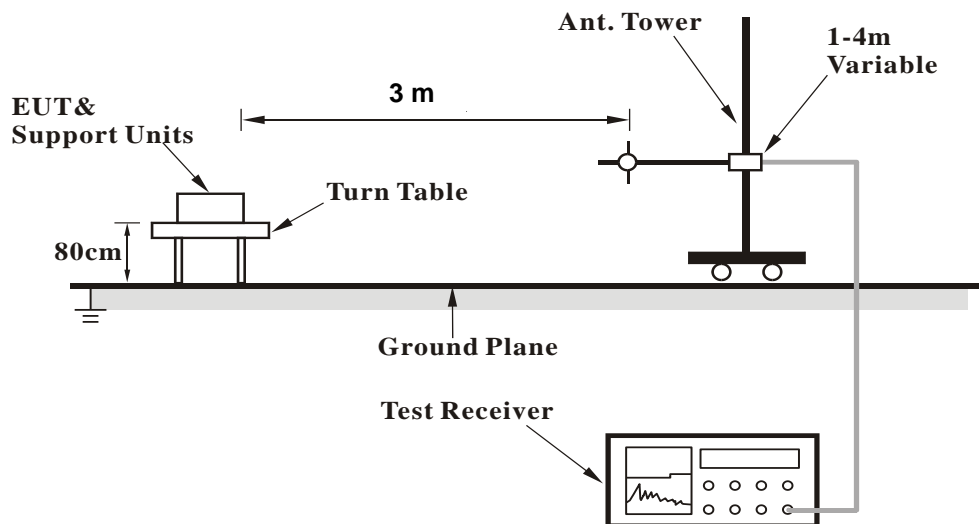 Ant. Tower
1-4m
Variable
3 m
EUT&
Support Units
Turn Table
80cm
Ground Plane
Test Receiver